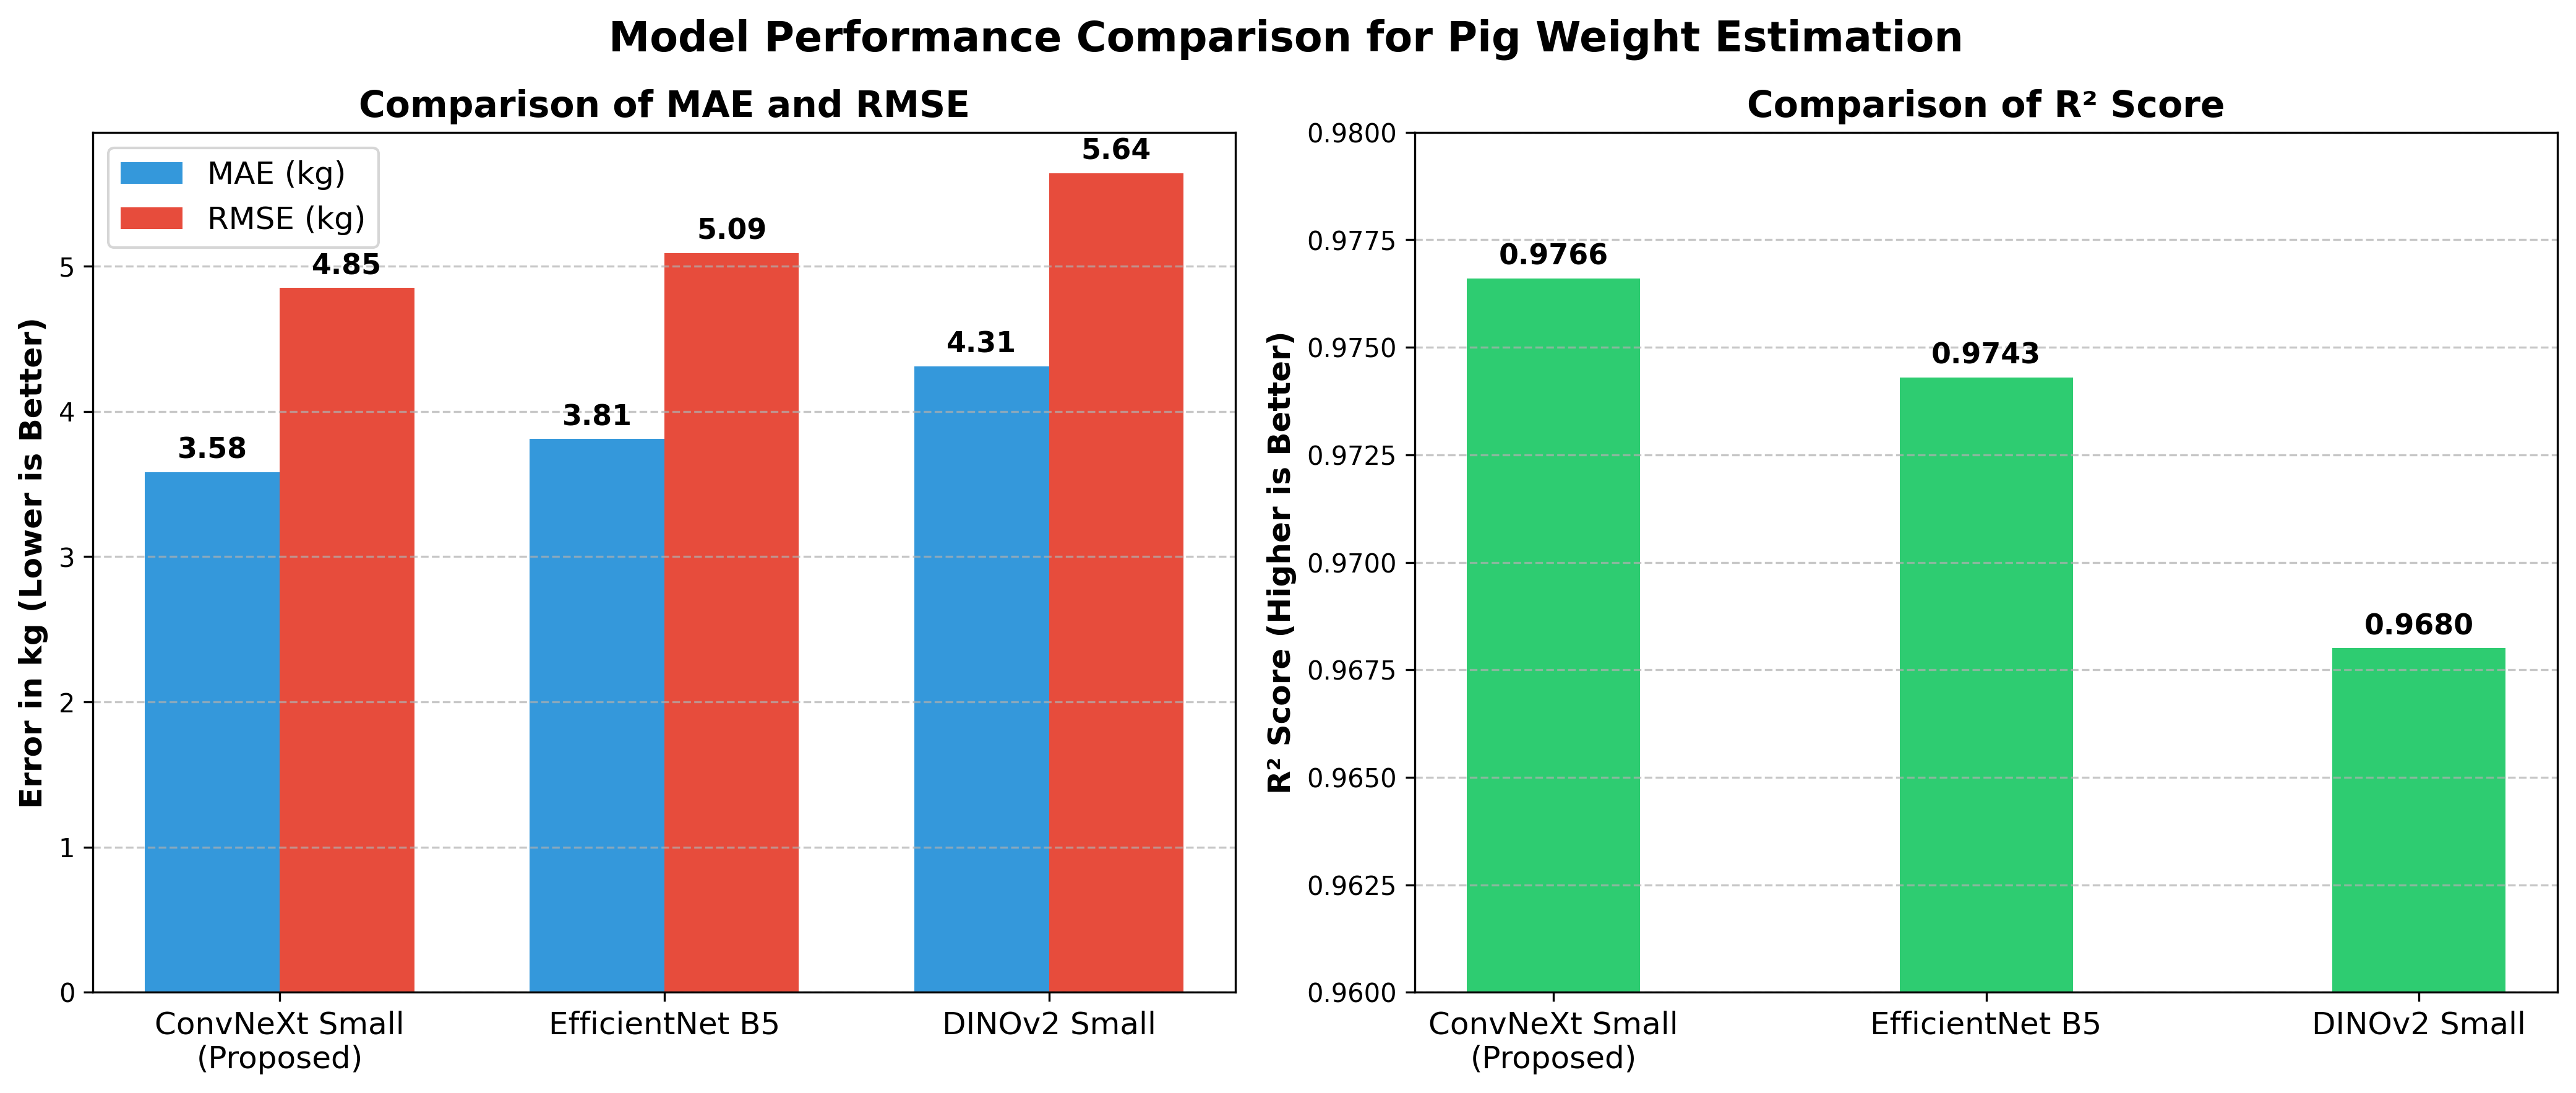 Model Performance Comparison for Pig Weight Estimation
Comparison of MAE and RMSE
Error in kg (Lower is Better)
MAE (kg)
RMSE (kg)
5
4
3
2
1
0
3.58
4.85
3.81
5.09
4.31
5.64
ConvNeXt Small
(Proposed)
EfficientNet B5
DINOv2 Small
Comparison of R² Score
R² Score (Higher is Better)
0.9800
0.9775
0.9750
0.9725
0.9700
0.9675
0.9650
0.9625
0.9600
0.9766
0.9743
0.9680
ConvNeXt Small
(Proposed)
EfficientNet B5
DINOv2 Small